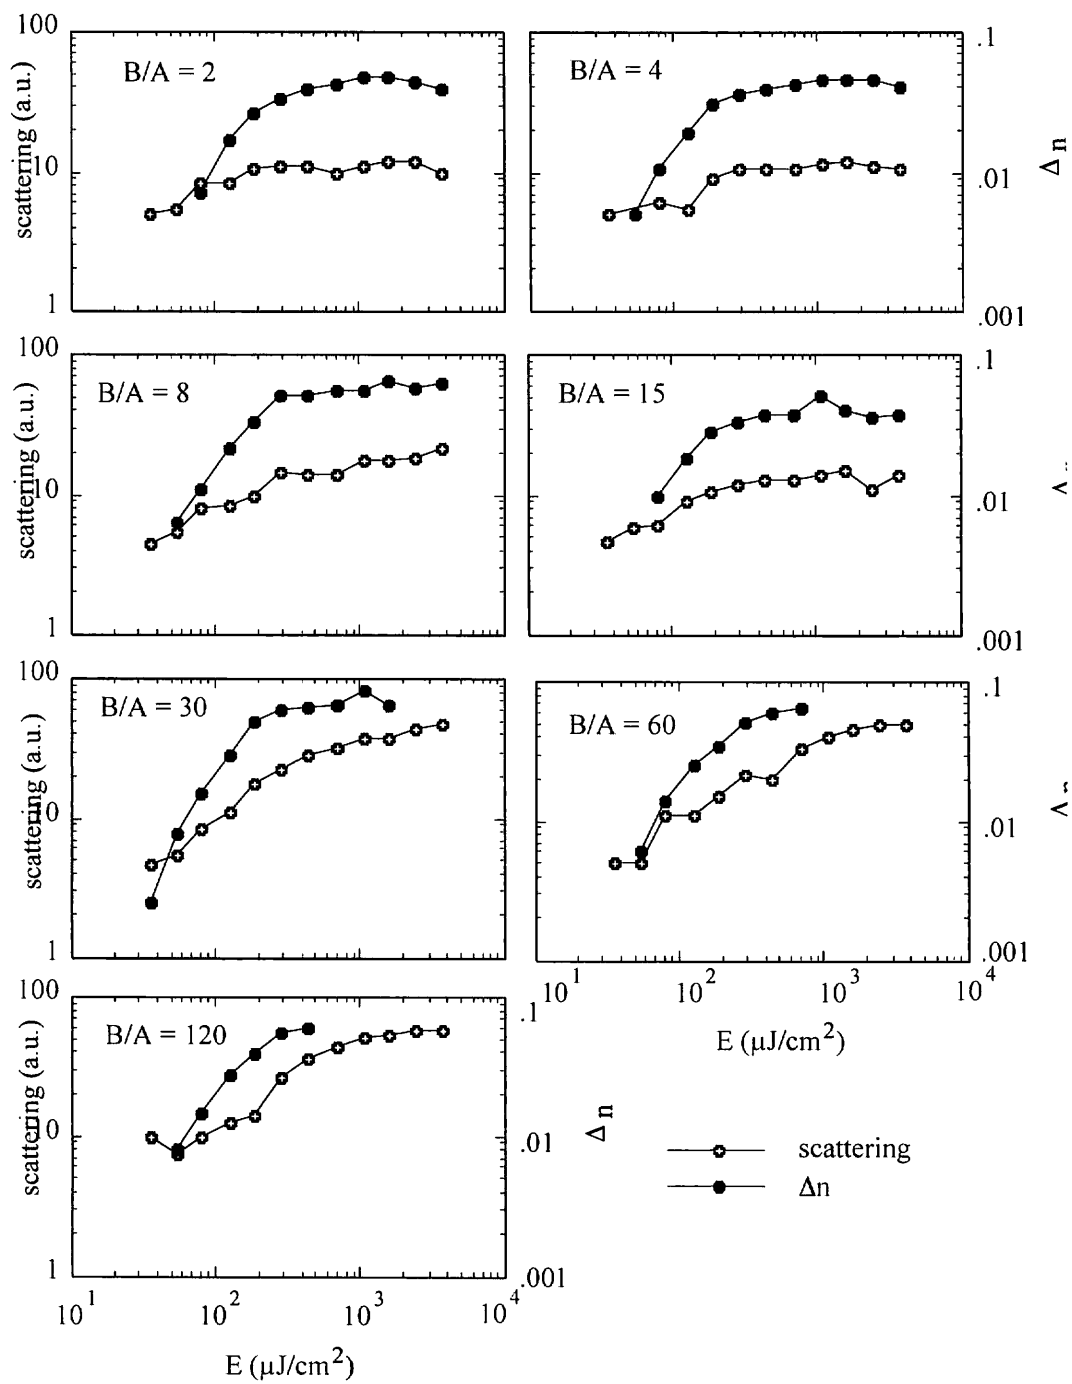 100
B/A = 2
scattering (a.u.)
10
1
B/A = 4
.1
Δn
.01
.001
100
B/A = 8
scattering (a.u.)
10
1
B/A = 15
.1
.01
.001
100
B/A = 30
scattering (a.u.)
10
1
B/A = 60
.1
.01
.001
10^1 10^2 10^3 10^4
E (μJ/cm^2)
100
B/A = 120
scattering (a.u.)
10
1
.1
Δn
.01
.001
10^1 10^2 10^3 10^4
E (μJ/cm^2)
scattering
Δn